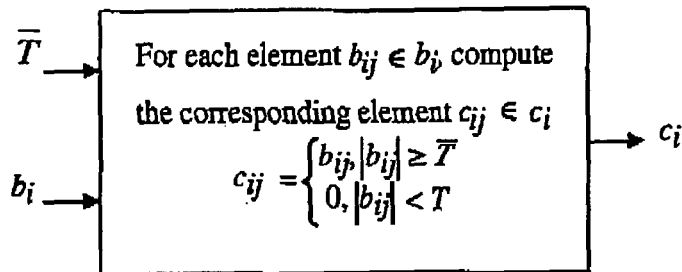 T̅
For each element b_ij ∈ b_i, compute
the corresponding element c_ij ∈ c_i
c_ij = { b_ij, |b_ij| ≥ T̅
0, |b_ij| < T
b_i
c_i